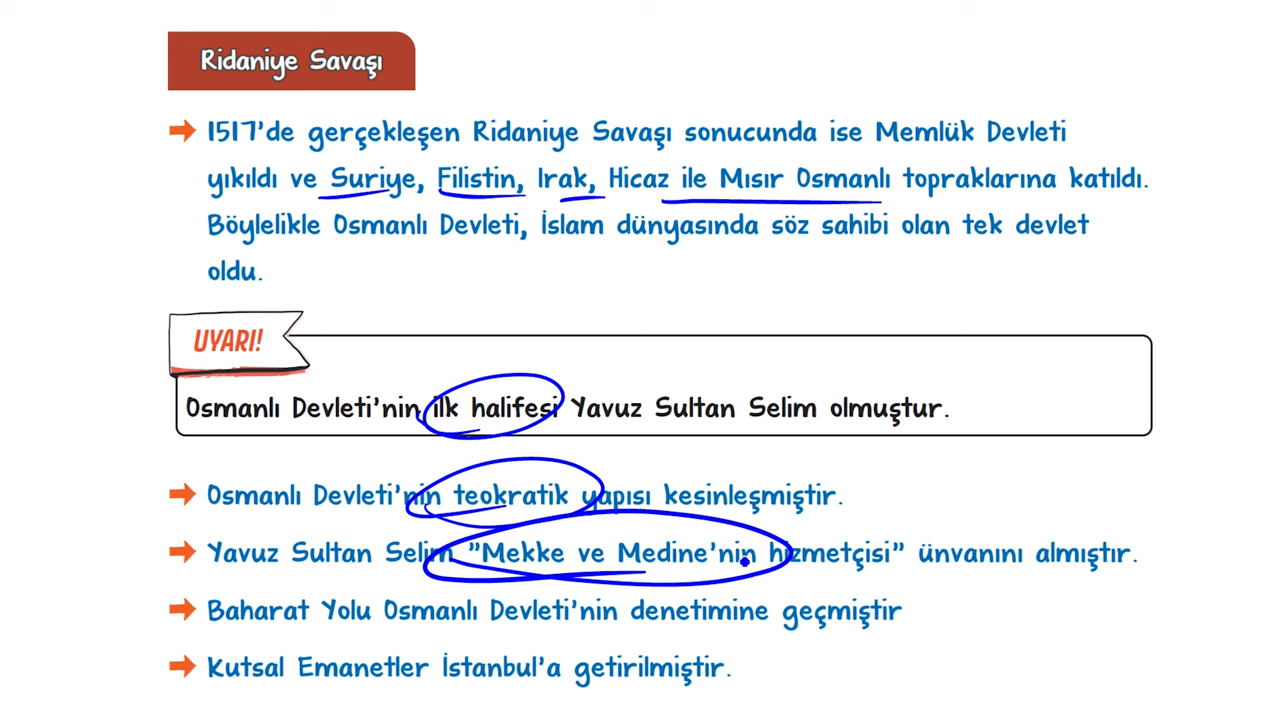 Ridaniye Savaşı
1517'de gerçekleşen Ridaniye Savaşı sonucunda ise Memlük Devleti
yıkıldı ve Suriye, Filistin, Irak, Hicaz ile Mısır Osmanlı topraklarına katıldı.
Böylelikle Osmanlı Devleti, İslam dünyasında söz sahibi olan tek devlet
oldu.
UYARI!
Osmanlı Devleti'nin ilk halifesi Yavuz Sultan Selim olmuştur.
Osmanlı Devleti'nin teokratik yapısı kesinleşmiştir.
Yavuz Sultan Selim "Mekke ve Medine'nin hizmetçisi" ünvanını almıştır.
Baharat Yolu Osmanlı Devleti'nin denetimine geçmiştir
Kutsal Emanetler İstanbul'a getirilmiştir.